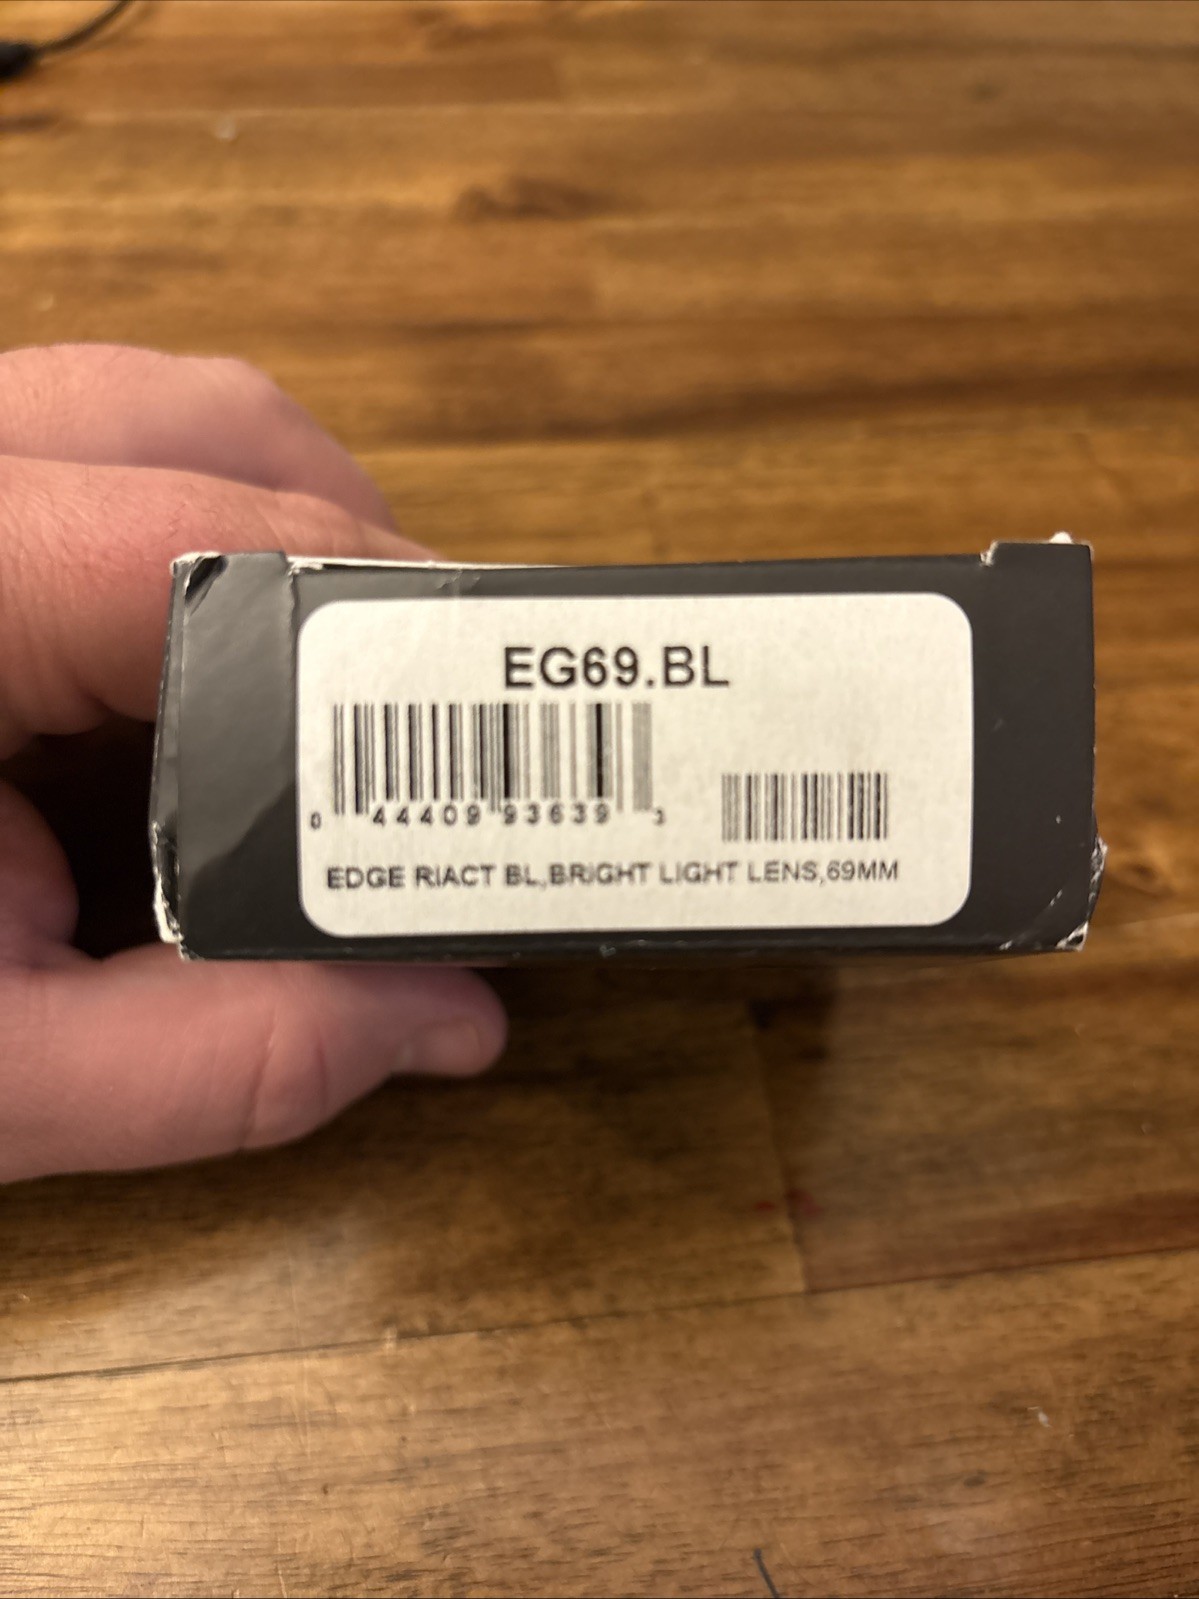 EG69.BL
0 44409 93639 3
EDGE RIACT BL,BRIGHT LIGHT LENS,69MM